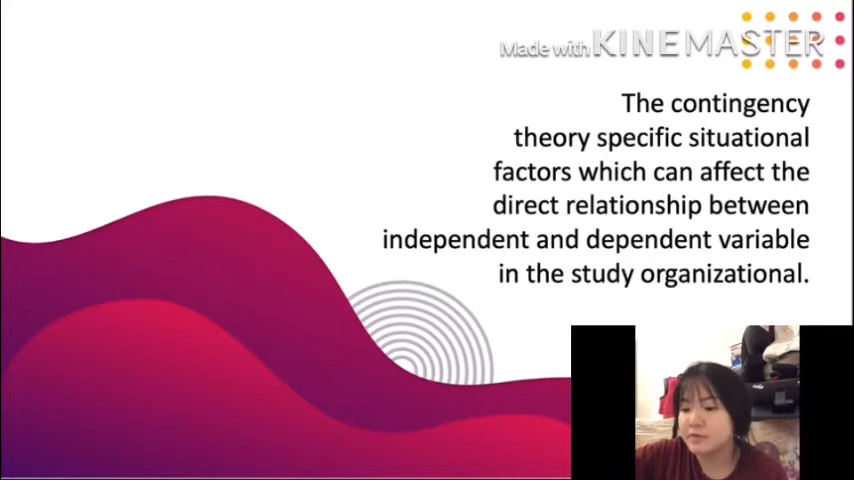 Made with KINEMASTER
The contingency
theory specific situational
factors which can affect the
direct relationship between
independent and dependent variable
in the study organizational.